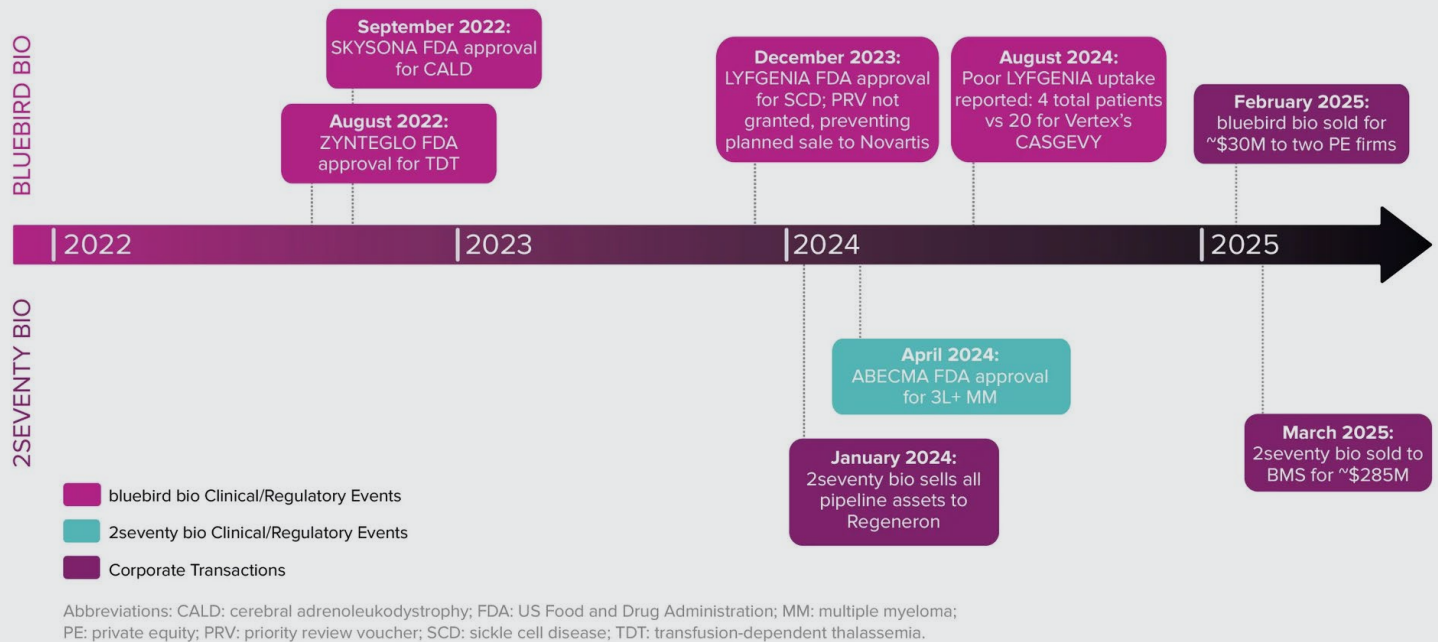 BLUEBIRD BIO
September 2022:
SKYSONA FDA approval
for CALD
August 2022:
ZYNTEGLO FDA
approval for TDT
December 2023:
LYFGENIA FDA approval
for SCD; PRV not
granted, preventing
planned sale to Novartis
August 2024:
Poor LYFGENIA uptake
reported: 4 total patients
vs 20 for Vertex's
CASGEVY
February 2025:
bluebird bio sold for
~$30M to two PE firms
2022
2023
2024
2025
2SEVENTY BIO
April 2024:
ABECMA FDA approval
for 3L+ MM
January 2024:
2seventy bio sells all
pipeline assets to
Regeneron
March 2025:
2seventy bio sold to
BMS for ~$285M
bluebird bio Clinical/Regulatory Events
2seventy bio Clinical/Regulatory Events
Corporate Transactions
Abbreviations: CALD: cerebral adrenoleukodystrophy; FDA: US Food and Drug Administration; MM: multiple myeloma;
PE: private equity; PRV: priority review voucher; SCD: sickle cell disease; TDT: transfusion-dependent thalassemia.